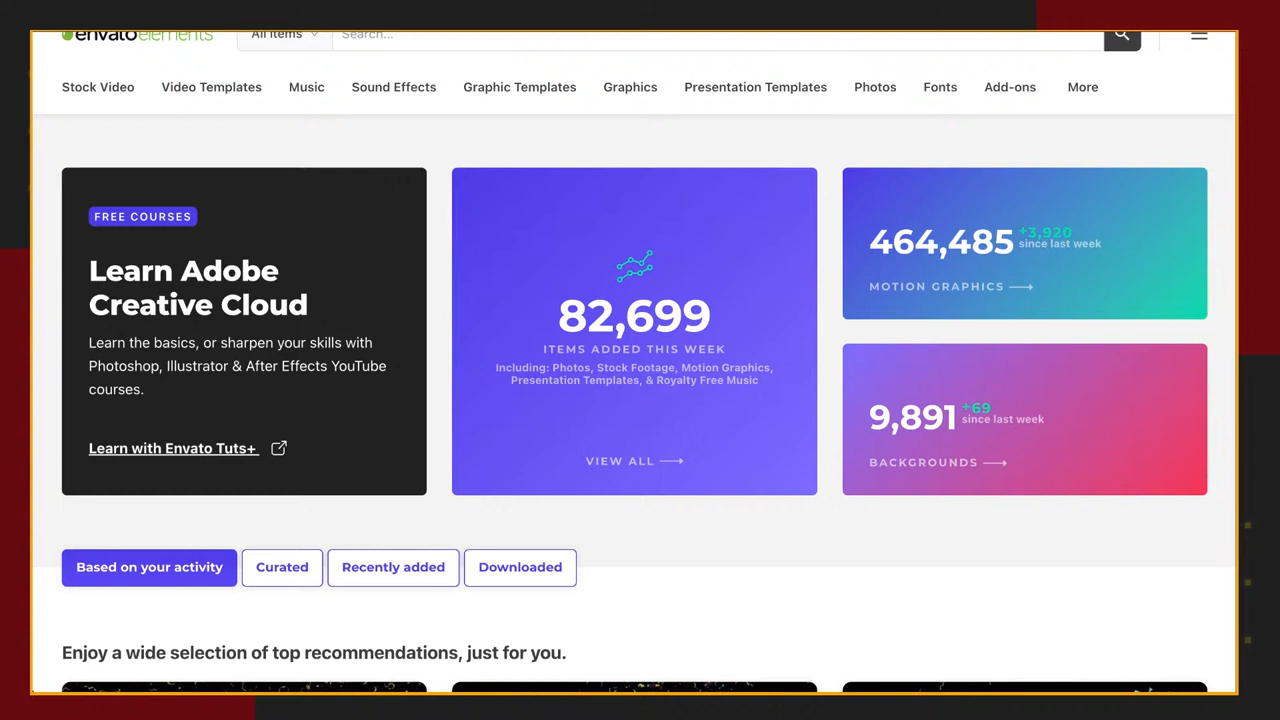 envatoelements
All Items
Search...
Stock Video
Video Templates
Music
Sound Effects
Graphic Templates
Graphics
Presentation Templates
Photos
Fonts
Add-ons
More
FREE COURSES
Learn Adobe
Creative Cloud
Learn the basics, or sharpen your skills with
Photoshop, Illustrator & After Effects YouTube
courses.
Learn with Envato Tuts+
82,699
ITEMS ADDED THIS WEEK
Including: Photos, Stock Footage, Motion Graphics,
Presentation Templates, & Royalty Free Music
VIEW ALL
464,485
+3,920
since last week
MOTION GRAPHICS
9,891
+69
since last week
BACKGROUNDS
Based on your activity
Curated
Recently added
Downloaded
Enjoy a wide selection of top recommendations, just for you.